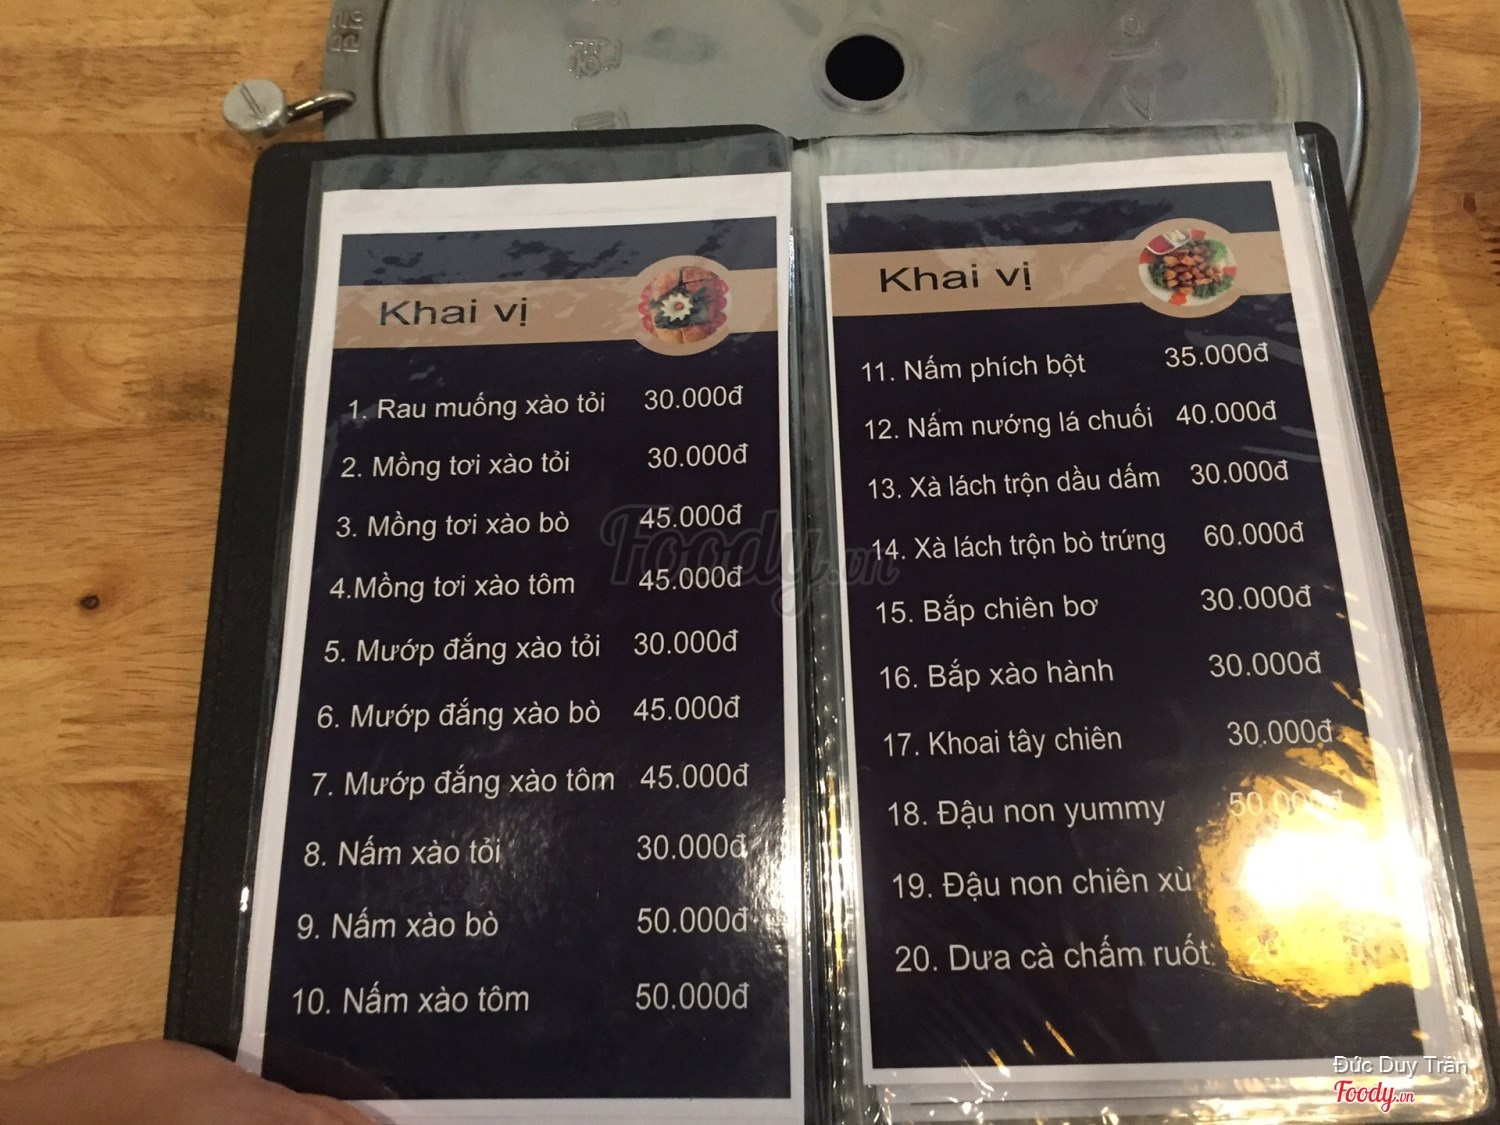 Khai vị
1. Rau muống xào tỏi 30.000đ
2. Mồng tơi xào tỏi 30.000đ
3. Mồng tơi xào bò 45.000đ
4.Mồng tơi xào tôm 45.000đ
5. Mướp đắng xào tỏi 30.000đ
6. Mướp đắng xào bò 45.000đ
7. Mướp đắng xào tôm 45.000đ
8. Nấm xào tỏi 30.000đ
9. Nấm xào bò 50.000đ
10. Nấm xào tôm 50.000đ
Khai vị
11. Nấm phích bột 35.000đ
12. Nấm nướng lá chuối 40.000đ
13. Xà lách trộn dầu dấm 30.000đ
14. Xà lách trộn bò trứng 60.000đ
15. Bắp chiên bơ 30.000đ
16. Bắp xào hành 30.000đ
17. Khoai tây chiên 30.000đ
18. Đậu non yummy 50.000đ
19. Đậu non chiên xù
20. Dưa cà chấm ruốt
Foody.vn
Đức Duy Trần
Foody.vn